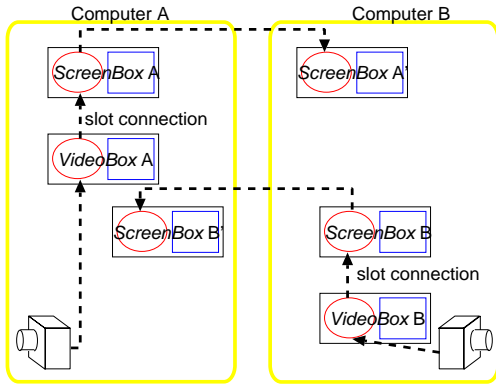 Computer A
Computer B
ScreenBox A
ScreenBox A'
slot connection
VideoBox A
ScreenBox B'
ScreenBox B
slot connection
VideoBox B